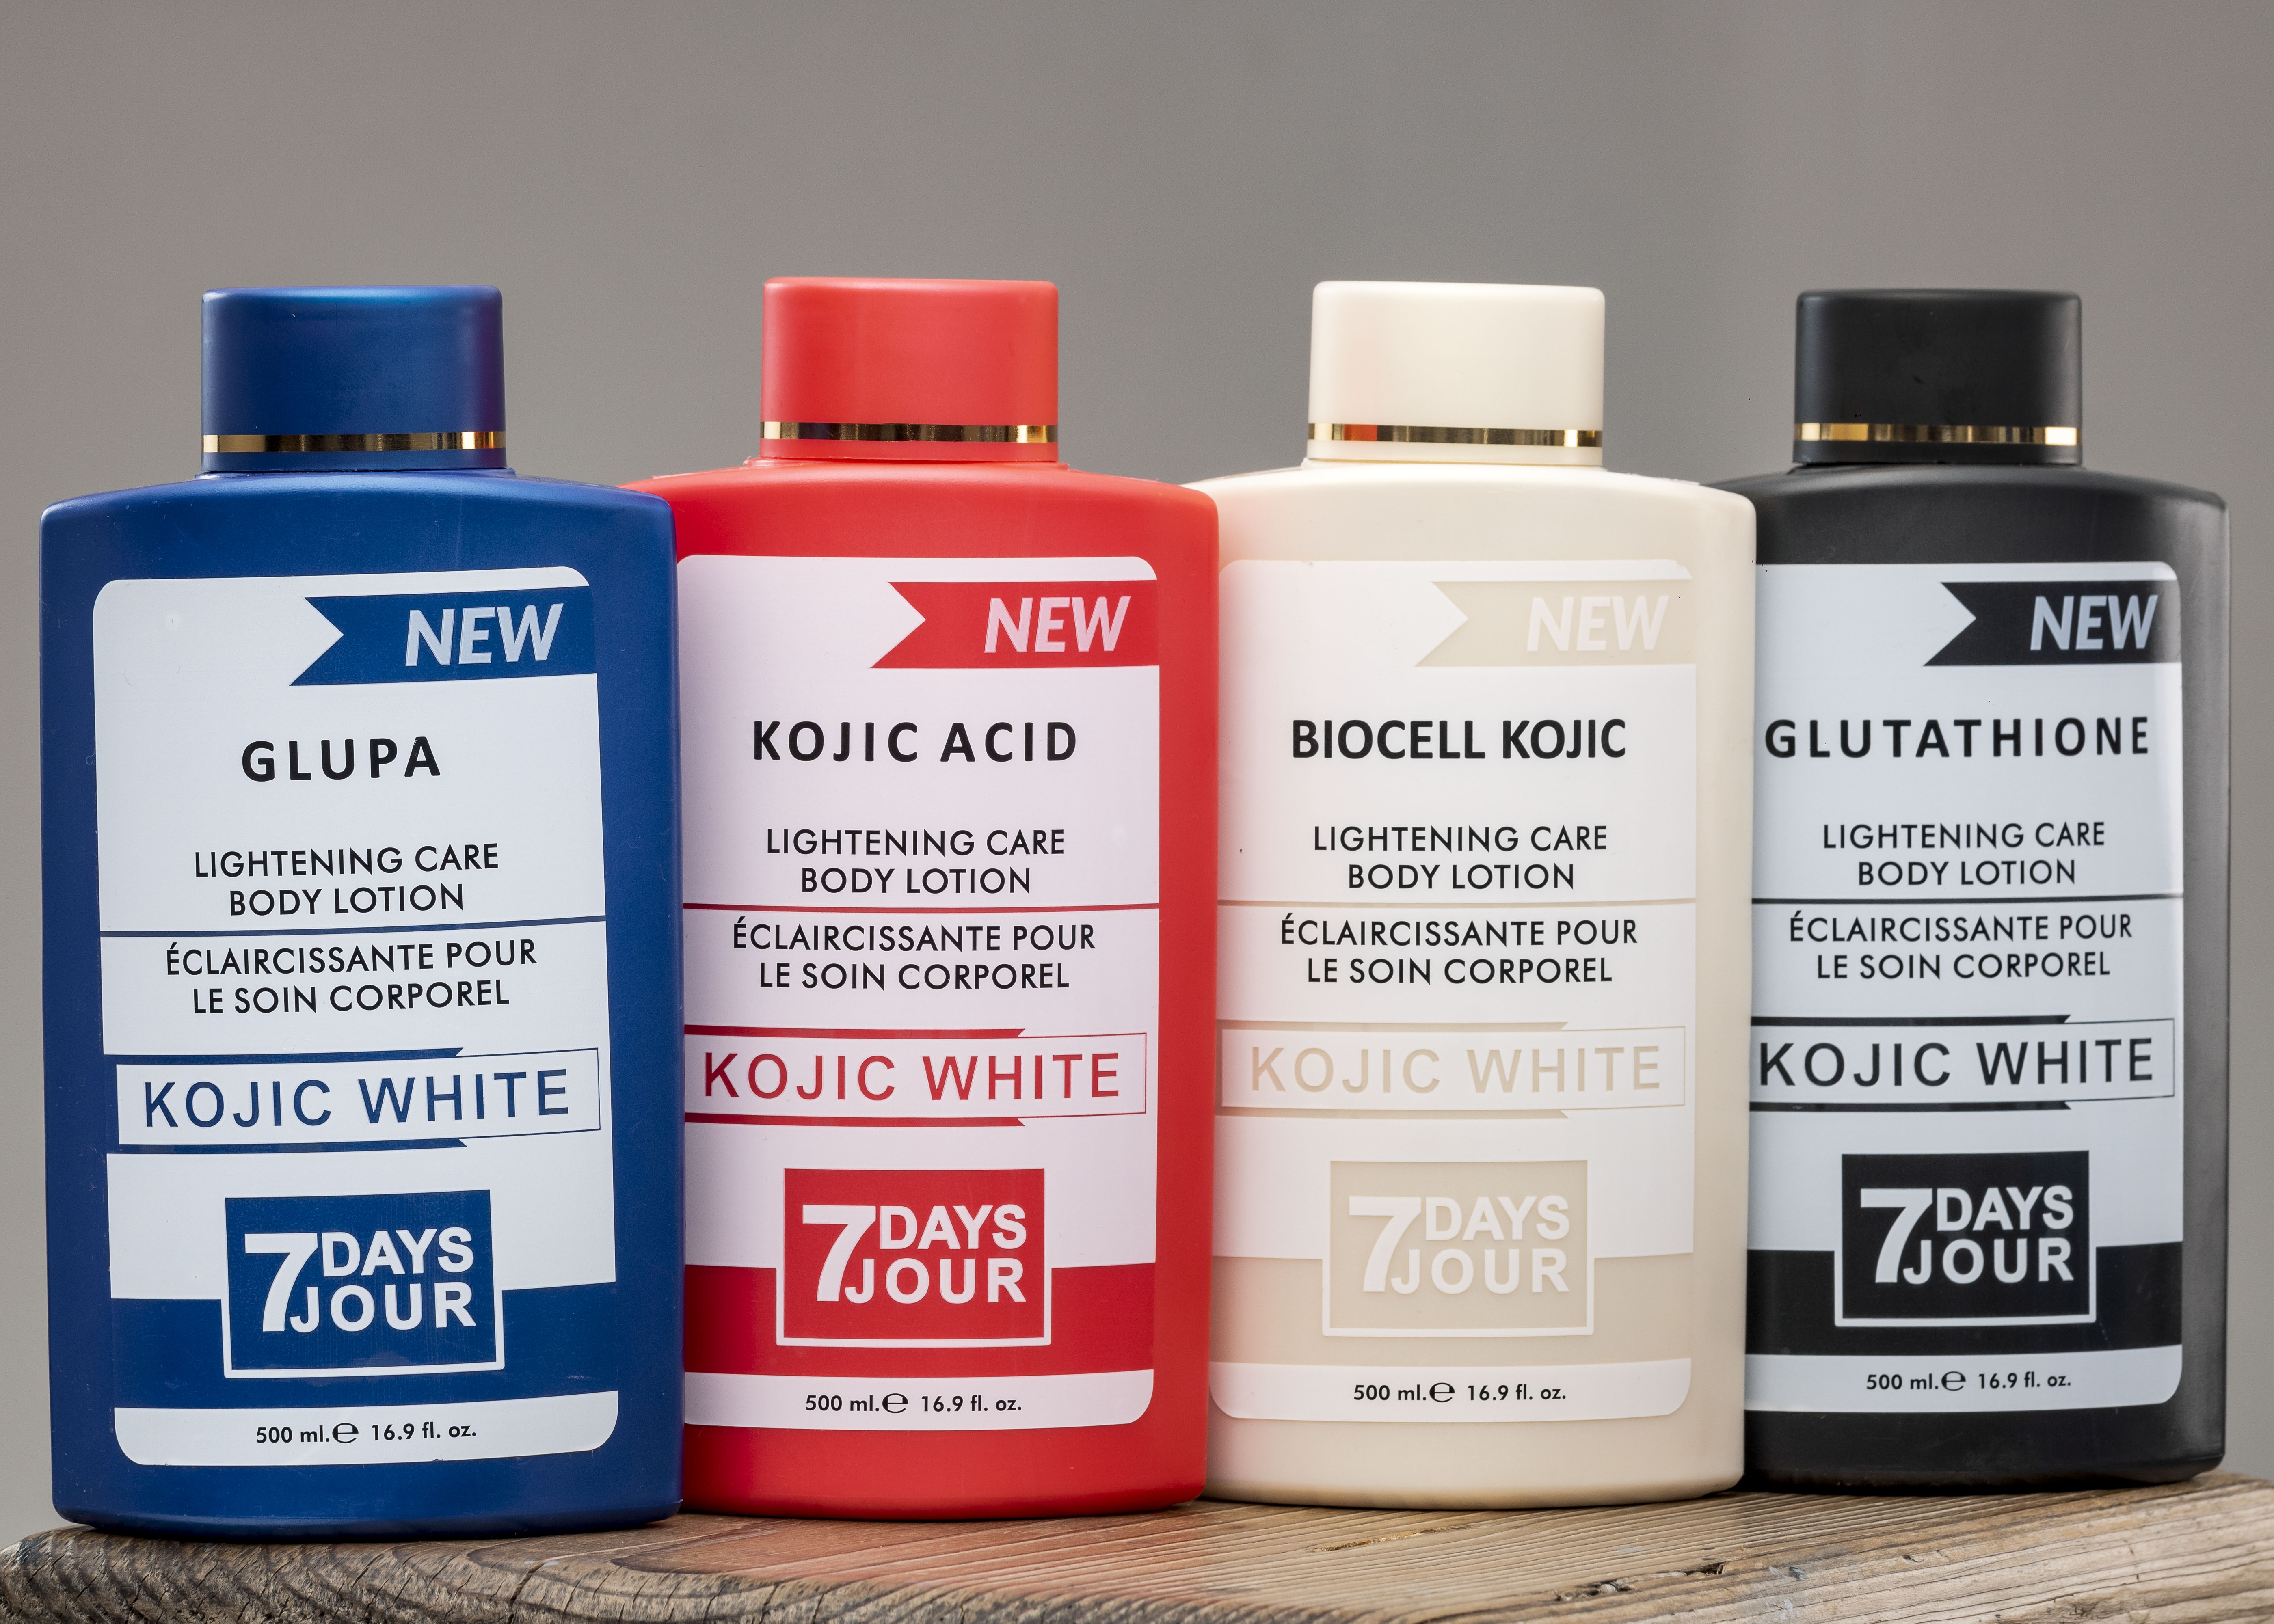 NEW
GLUPA
LIGHTENING CARE
BODY LOTION
ÉCLAIRCISSANTE POUR
LE SOIN CORPOREL
KOJIC WHITE
7 DAYS
JOUR
500 ml.℮ 16.9 fl. oz.
NEW
KOJIC ACID
LIGHTENING CARE
BODY LOTION
ÉCLAIRCISSANTE POUR
LE SOIN CORPOREL
KOJIC WHITE
7 DAYS
JOUR
500 ml.℮ 16.9 fl. oz.
NEW
BIOCELL KOJIC
LIGHTENING CARE
BODY LOTION
ÉCLAIRCISSANTE POUR
LE SOIN CORPOREL
KOJIC WHITE
7 DAYS
JOUR
500 ml.℮ 16.9 fl. oz.
NEW
GLUTATHIONE
LIGHTENING CARE
BODY LOTION
ÉCLAIRCISSANTE POUR
LE SOIN CORPOREL
KOJIC WHITE
7 DAYS
JOUR
500 ml.℮ 16.9 fl. oz.